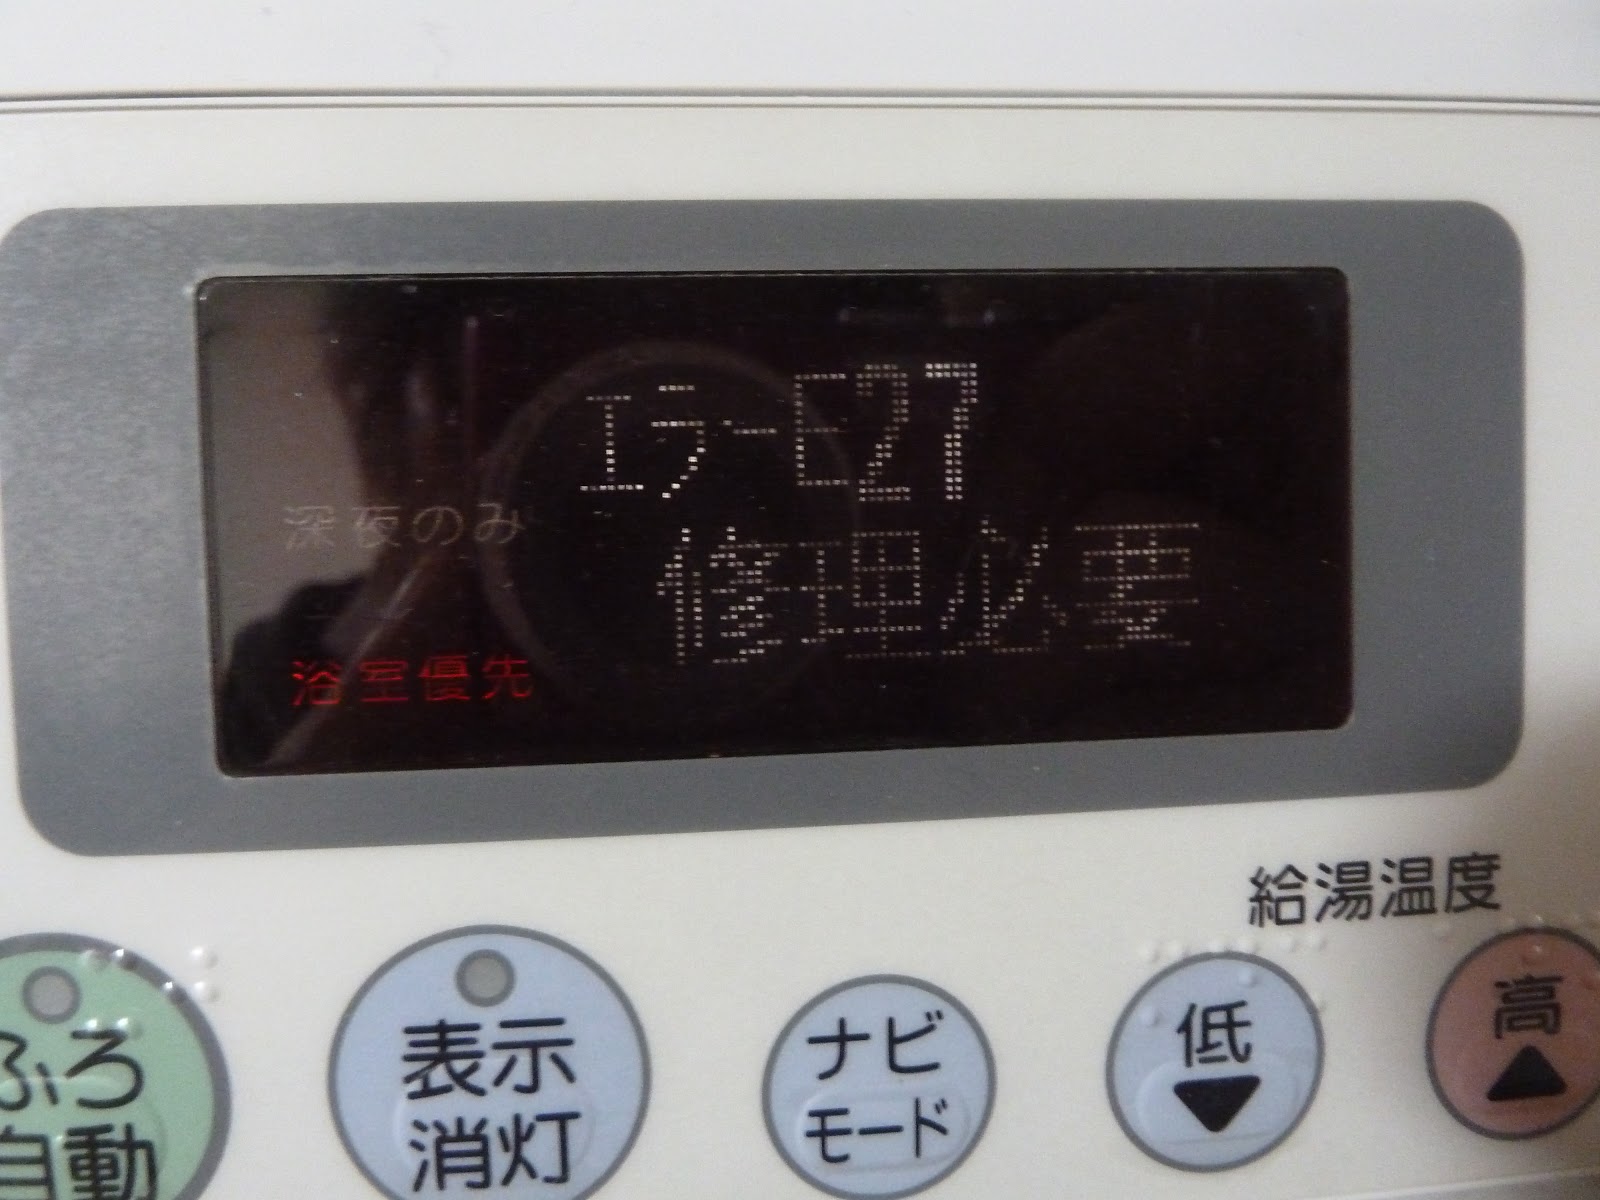 エラーE27
修理必要
深夜のみ
浴室優先
給湯温度
ふろ
自動
表示
消灯
ナビ
モード
低
高